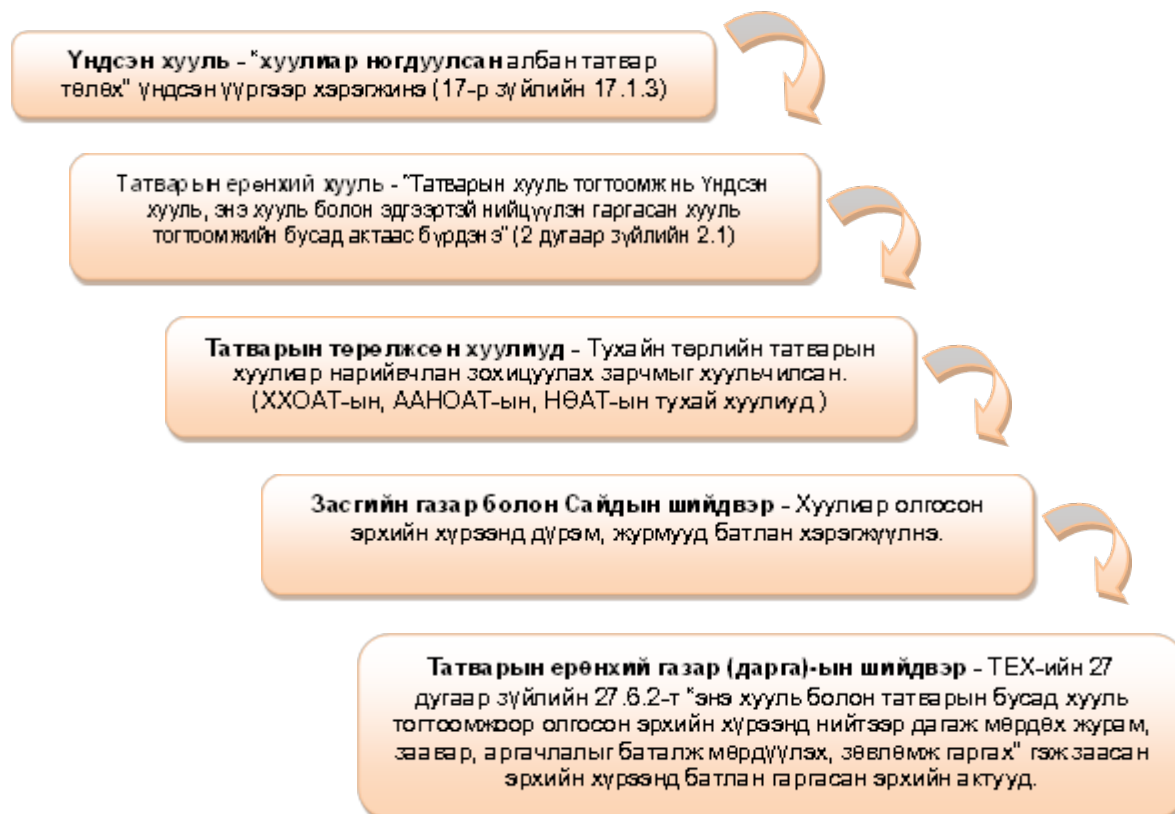 Үндсэн хууль - "хуулиар ногдуулсан албан татвар
төлөх" үндсэн үүргээр хэрэгжинэ (17-р зүйлийн 17.1.3)
Татварын ерөнхий хууль - "Татварын хууль тогтоомж нь Үндсэн
хууль, энэ хууль болон эдгээртэй нийцүүлэн гаргасан хууль
тогтоомжийн бусад актаас бүрдэнэ" (2 дугаар зүйлийн 2.1)
Татварын төрөлжсөн хуулиуд - Тухайн төрлийн татварын
хуулиар нарийвчлан зохицуулах зарчмыг хуульчилсан.
(ХХОАТ-ын, ААНОАТ-ын, НӨАТ-ын тухай хуулиуд )
Засгийн газар болон Сайдын шийдвэр - Хуулиар олгосон
эрхийн хүрээнд дүрэм, журмууд батлан хэрэгжүүлнэ.
Татварын ерөнхий газар (дарга)-ын шийдвэр - ТЕХ-ийн 27
дугаар зүйлийн 27.6.2-т "энэ хууль болон татварын бусад хууль
тогтоомжоор олгосон эрхийн хүрээнд нийтээр дагаж мөрдөх журам,
заавар, аргачлалыг баталж мөрдүүлэх, зөвлөмж гаргах" гэж заасан
эрхийн хүрээнд батлан гаргасан эрхийн актууд.